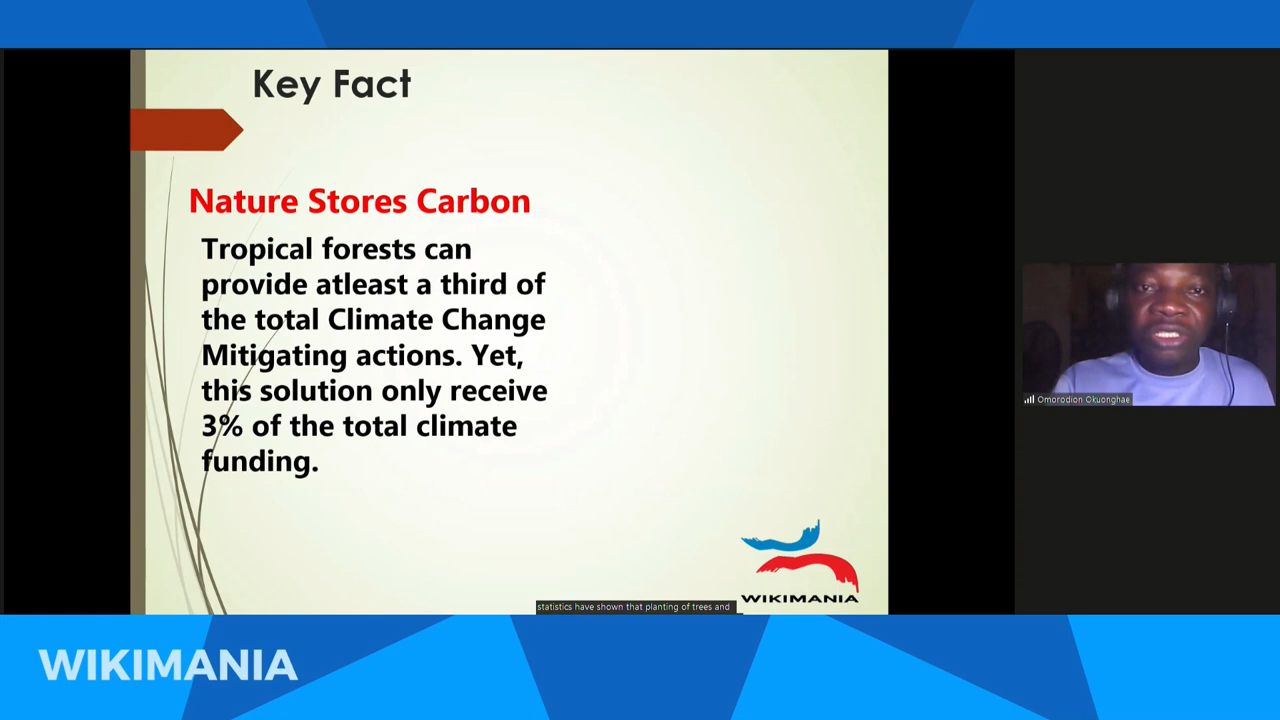 Key Fact
Nature Stores Carbon
Tropical forests can
provide atleast a third of
the total Climate Change
Mitigating actions. Yet,
this solution only receive
3% of the total climate
funding.
Omorodion Okuonghae
WIKIMANIA
statistics have shown that planting of trees and
WIKIMANIA